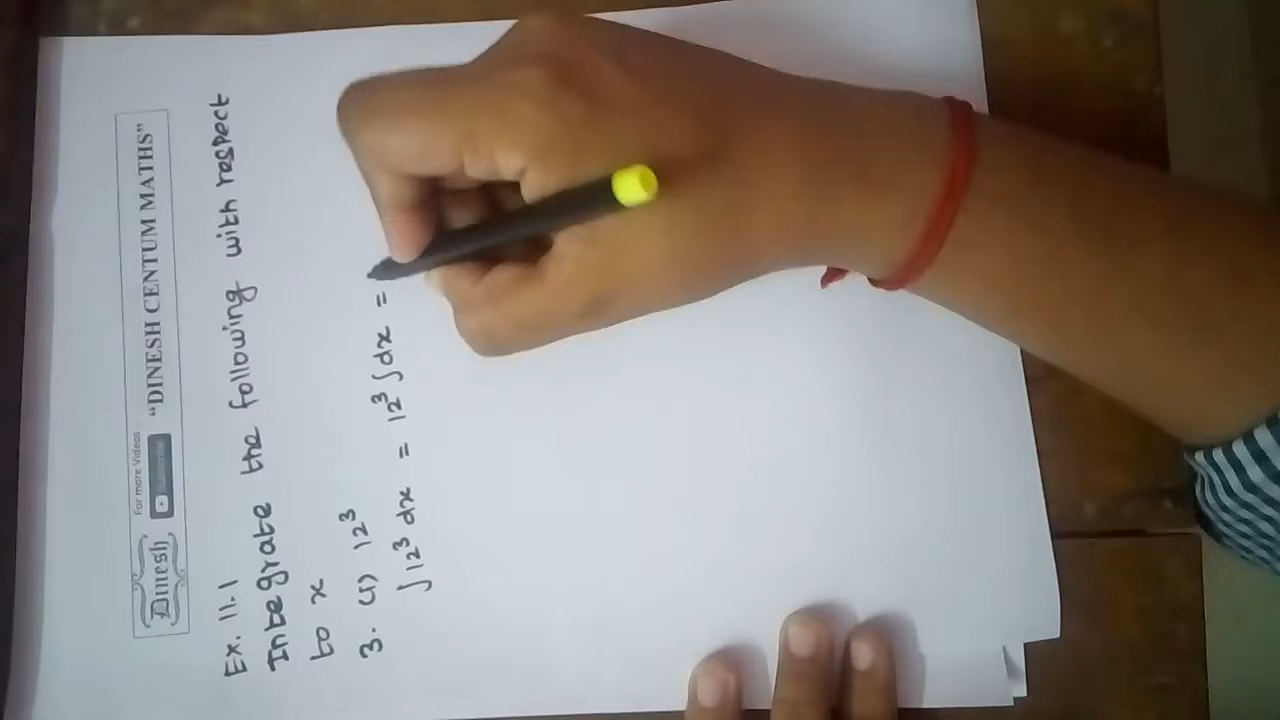 Dinesh
For more Videos
Subscribe
"DINESH CENTUM MATHS"
Ex. 11.1
Integrate the following with respect
to x
3. (i) 12³
∫12³ dx = 12³ ∫dx =